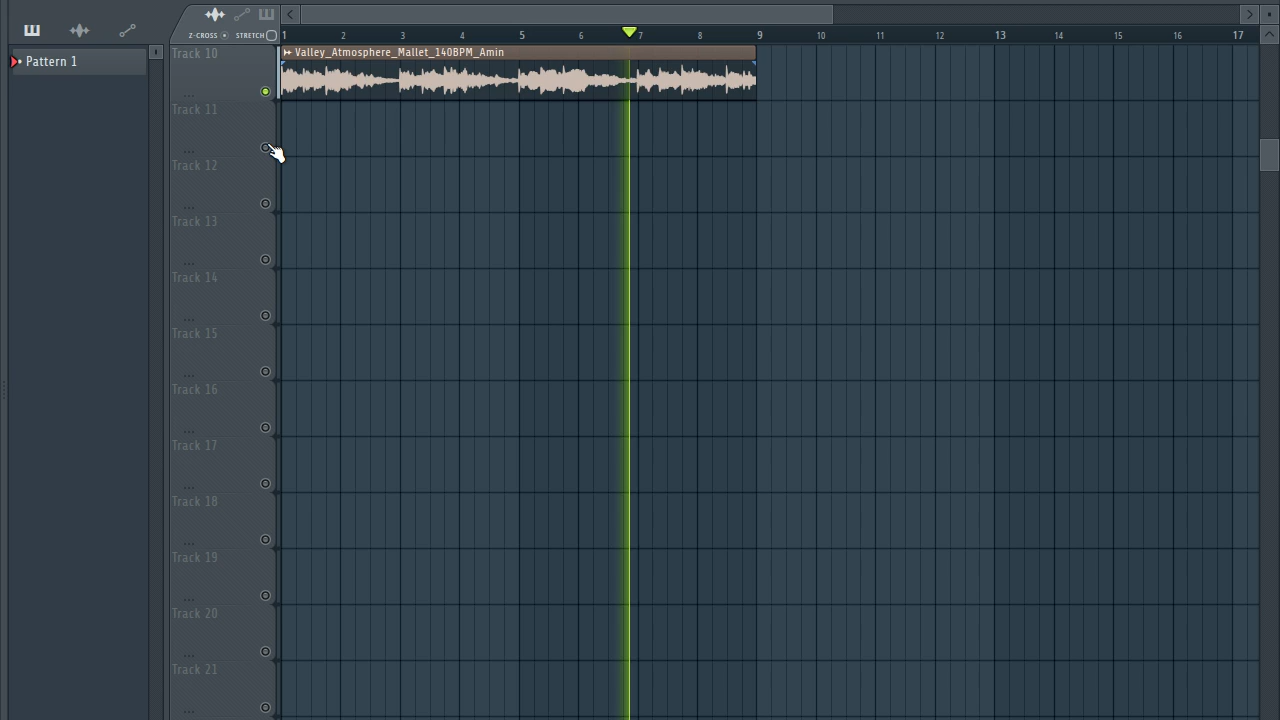 1 2 3 4 5 6 7 8 9 10 11 12 13 14 15 16 17
Z-CROSS STRETCH
Pattern 1
Track 10
Valley_Atmosphere_Mallet_140BPM_Amin
...
Track 11
...
Track 12
...
Track 13
...
Track 14
...
Track 15
...
Track 16
...
Track 17
...
Track 18
...
Track 19
...
Track 20
...
Track 21
...